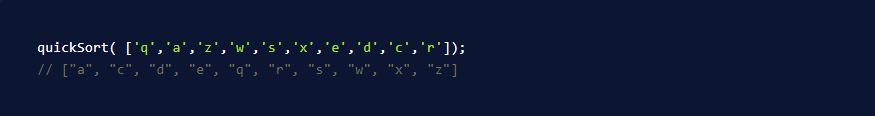 quickSort( ['q','a','z','w','s','x','e','d','c','r']);
// ["a", "c", "d", "e", "q", "r", "s", "w", "x", "z"]